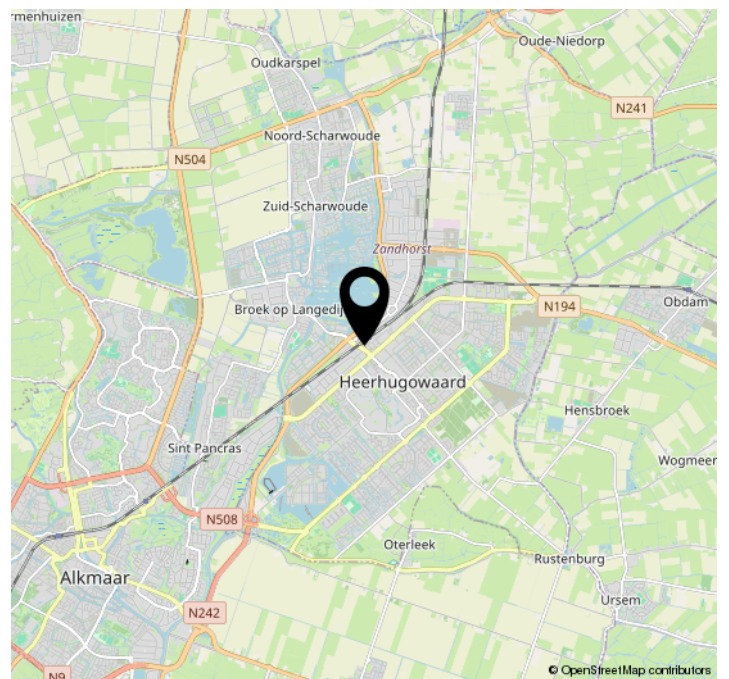 rmenhuizen
Oude-Niedorp
Oudkarspel
N241
Noord-Scharwoude
N504
Zuid-Scharwoude
Zandhorst
Obdam
N194
Broek op Langedij
Heerhugowaard
Hensbroek
Sint Pancras
Wogmeer
N508
Oterleek
Rustenburg
Alkmaar
Ursem
N242
N9
© OpenStreetMap contributors